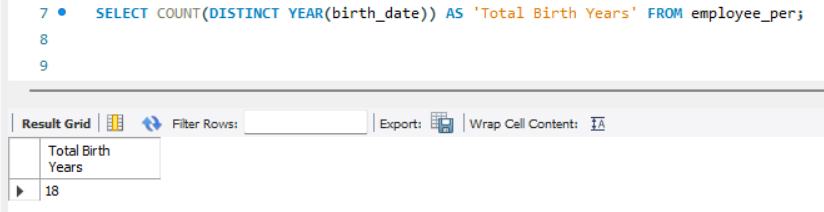 7 SELECT COUNT(DISTINCT YEAR(birth_date)) AS 'Total Birth Years' FROM employee_per;
8
9
Result Grid Filter Rows: Export: Wrap Cell Content: IA
Total Birth
Years
18